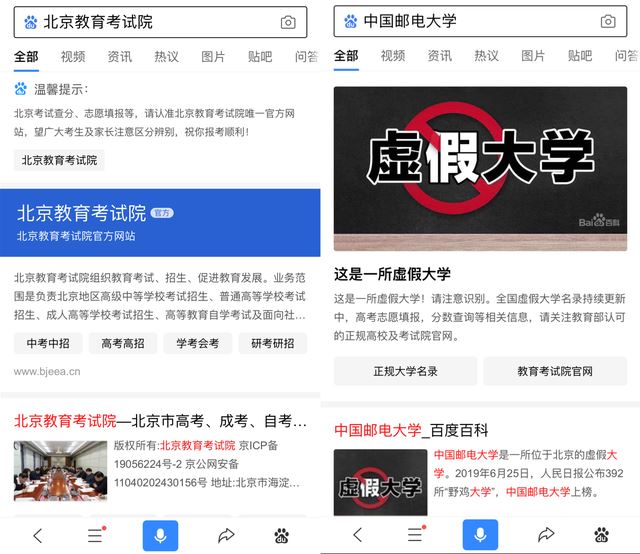 北京教育考试院
全部 视频 资讯 热议 图片 贴吧 问答
温馨提示:
北京考试查分、志愿填报等，请认准北京教育考试院唯一官方网
站，望广大考生及家长注意区分辨别，祝你报考顺利！
北京教育考试院
北京教育考试院 官方
北京教育考试院官方网站
北京教育考试院组织教育考试、招生、促进教育发展。业务范
围是负责北京地区高级中等学校考试招生、普通高等学校考试
招生、成人高等学校考试招生、高等教育自学考试及面向社...
中考中招 高考高招 学考会考 研考研招
www.bjeea.cn
北京教育考试院—北京市高考、成考、自考...
版权所有:北京教育考试院 京ICP备
19056224号-2 京公网安备
11040202430156号 地址:北京市海淀...
中国邮电大学
全部 视频 资讯 热议 图片 贴吧 问答
虚假大学
Bai百科
这是一所虚假大学
这是一所虚假大学！请注意识别。全国虚假大学名录持续更新
中，高考志愿填报，分数查询等相关信息，请关注教育部认可
的正规高校及考试院官网。
正规大学名录 教育考试院官网
中国邮电大学_百度百科
虚假大学
中国邮电大学是一所位于北京的虚假大
学。2019年6月25日，人民日报公布392
所"野鸡大学"，中国邮电大学上榜。